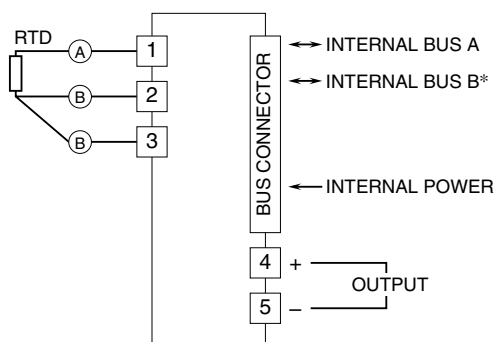 RTD
A
1
B
2
B
3
BUS CONNECTOR
INTERNAL BUS A
INTERNAL BUS B*
INTERNAL POWER
4 +
OUTPUT
5 –